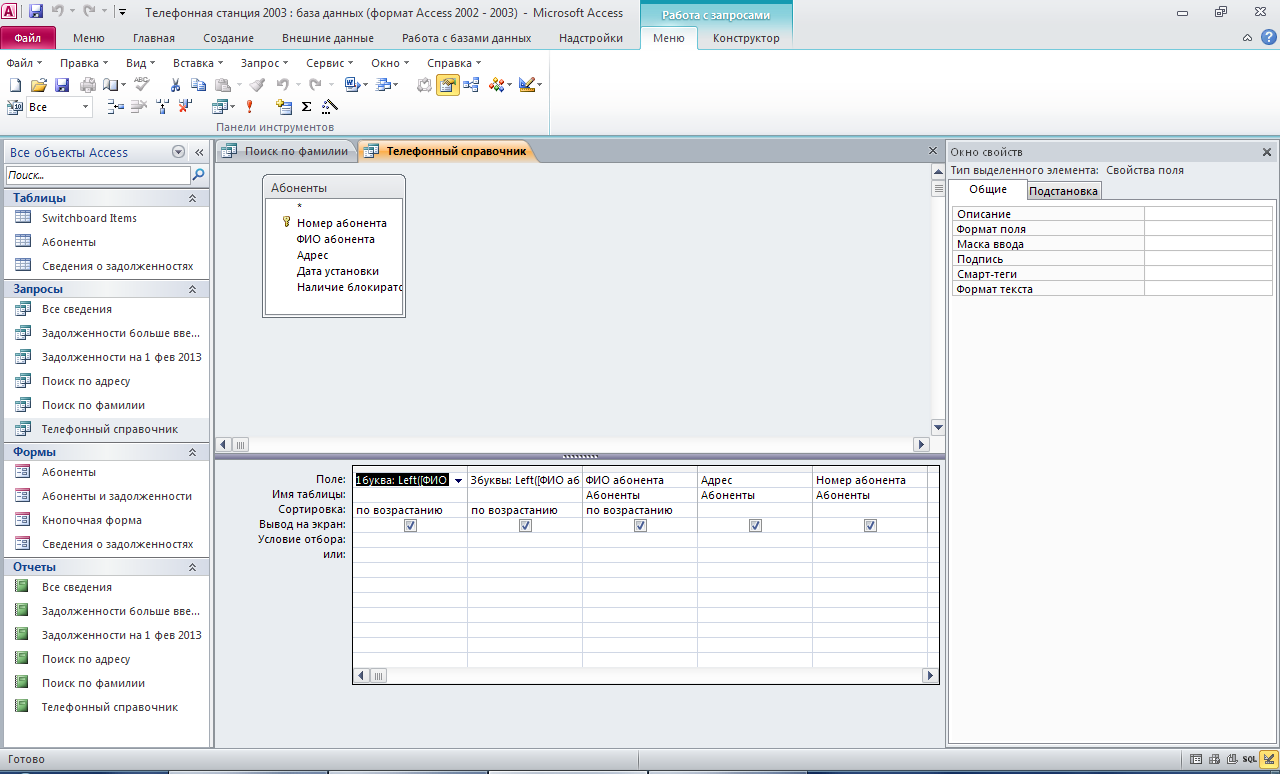 Телефонная станция 2003 : база данных (формат Access 2002 - 2003) - Microsoft Access
Работа с запросами
Файл Меню Главная Создание Внешние данные Работа с базами данных Надстройки Меню Конструктор
Файл Правка Вид Вставка Запрос Сервис Окно Справка
Все
Панели инструментов
Все объекты Access
Поиск...
Таблицы
Switchboard Items
Абоненты
Сведения о задолженностях
Запросы
Все сведения
Задолженности больше вве...
Задолженности на 1 фев 2013
Поиск по адресу
Поиск по фамилии
Телефонный справочник
Формы
Абоненты
Абоненты и задолженности
Кнопочная форма
Сведения о задолженностях
Отчеты
Все сведения
Задолженности больше вве...
Задолженности на 1 фев 2013
Поиск по адресу
Поиск по фамилии
Телефонный справочник
Поиск по фамилии Телефонный справочник
Абоненты
*
Номер абонента
ФИО абонента
Адрес
Дата установки
Наличие блокирато
Поле: 1буква: Left([ФИО 3буквы: Left([ФИО аб ФИО абонента Адрес Номер абонента
Имя таблицы: Абоненты Абоненты Абоненты
Сортировка: по возрастанию по возрастанию по возрастанию
Вывод на экран:
Условие отбора:
или:
Окно свойств
Тип выделенного элемента: Свойства поля
Общие Подстановка
Описание
Формат поля
Маска ввода
Подпись
Смарт-теги
Формат текста
Готово
SQL